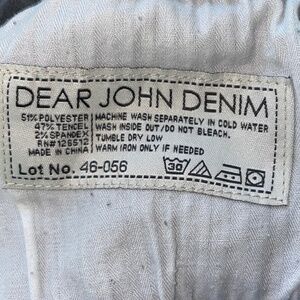 DEAR JOHN DENIM
51% POLYESTER
47% TENCEL
2% SPANDEX
RN#126512
MADE IN CHINA
MACHINE WASH SEPARATELY IN COLD WATER
WASH INSIDE OUT/DO NOT BLEACH.
TUMBLE DRY LOW
WARM IRON ONLY IF NEEDED
Lot No. 46-056
30